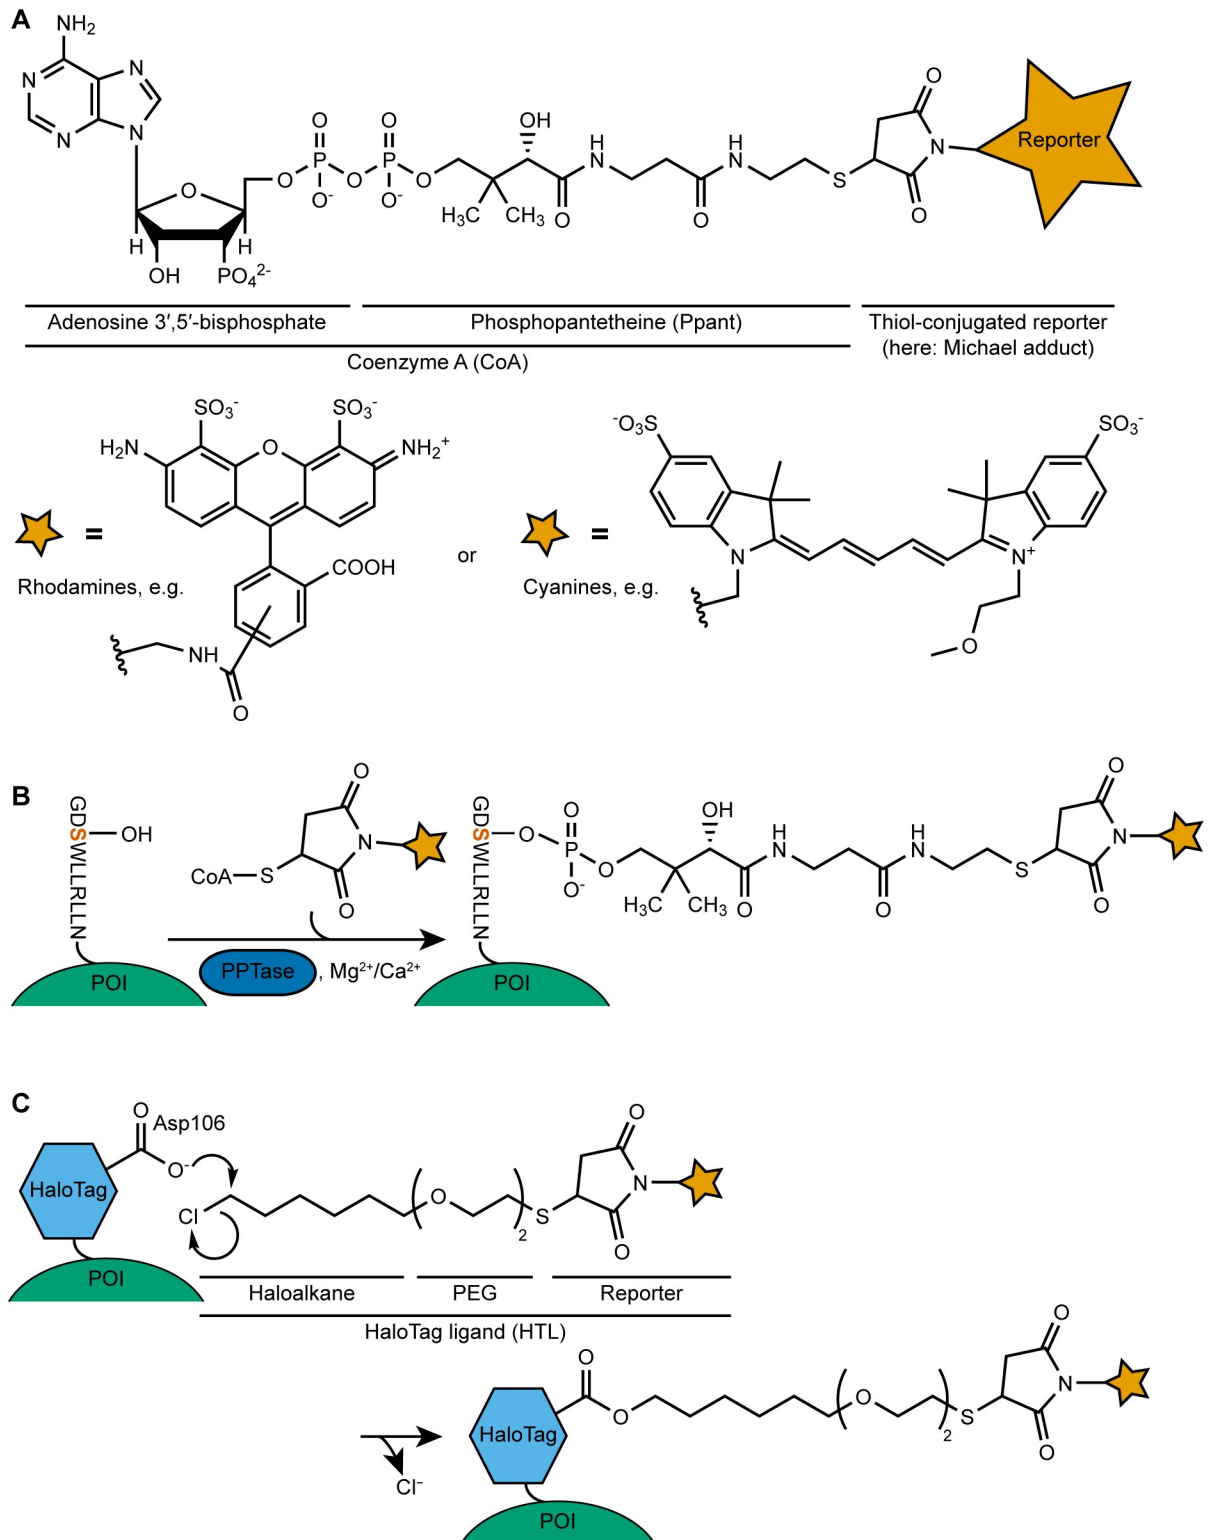 A
NH₂
N
N
N
N
O
OH
H
H
PO₄²⁻
O
O
P
O⁻
O
O
P
O⁻
O
H₃C
CH₃
OH
O
H
N
O
H
N
S
O
N
O
Reporter
Adenosine 3′,5′-bisphosphate
Phosphopantetheine (Ppant)
Thiol-conjugated reporter
(here: Michael adduct)
Coenzyme A (CoA)
SO₃⁻
SO₃⁻
H₂N
O
NH₂⁺
=
COOH
Rhodamines, e.g.
NH
O
or
⁻O₃S
SO₃⁻
=
N
N⁺
Cyanines, e.g.
O
B
GDSWLLRLLN
OH
POI
CoA
S
O
N
O
PPTase
, Mg²⁺/Ca²⁺
GDSWLLRLLN
O
O
P
O⁻
O
H₃C
CH₃
OH
O
H
N
O
H
N
S
O
N
O
POI
C
O
Asp106
O⁻
HaloTag
POI
Cl
O
2
S
O
N
O
Haloalkane
PEG
Reporter
HaloTag ligand (HTL)
Cl⁻
HaloTag
O
O
O
2
S
O
N
O
POI